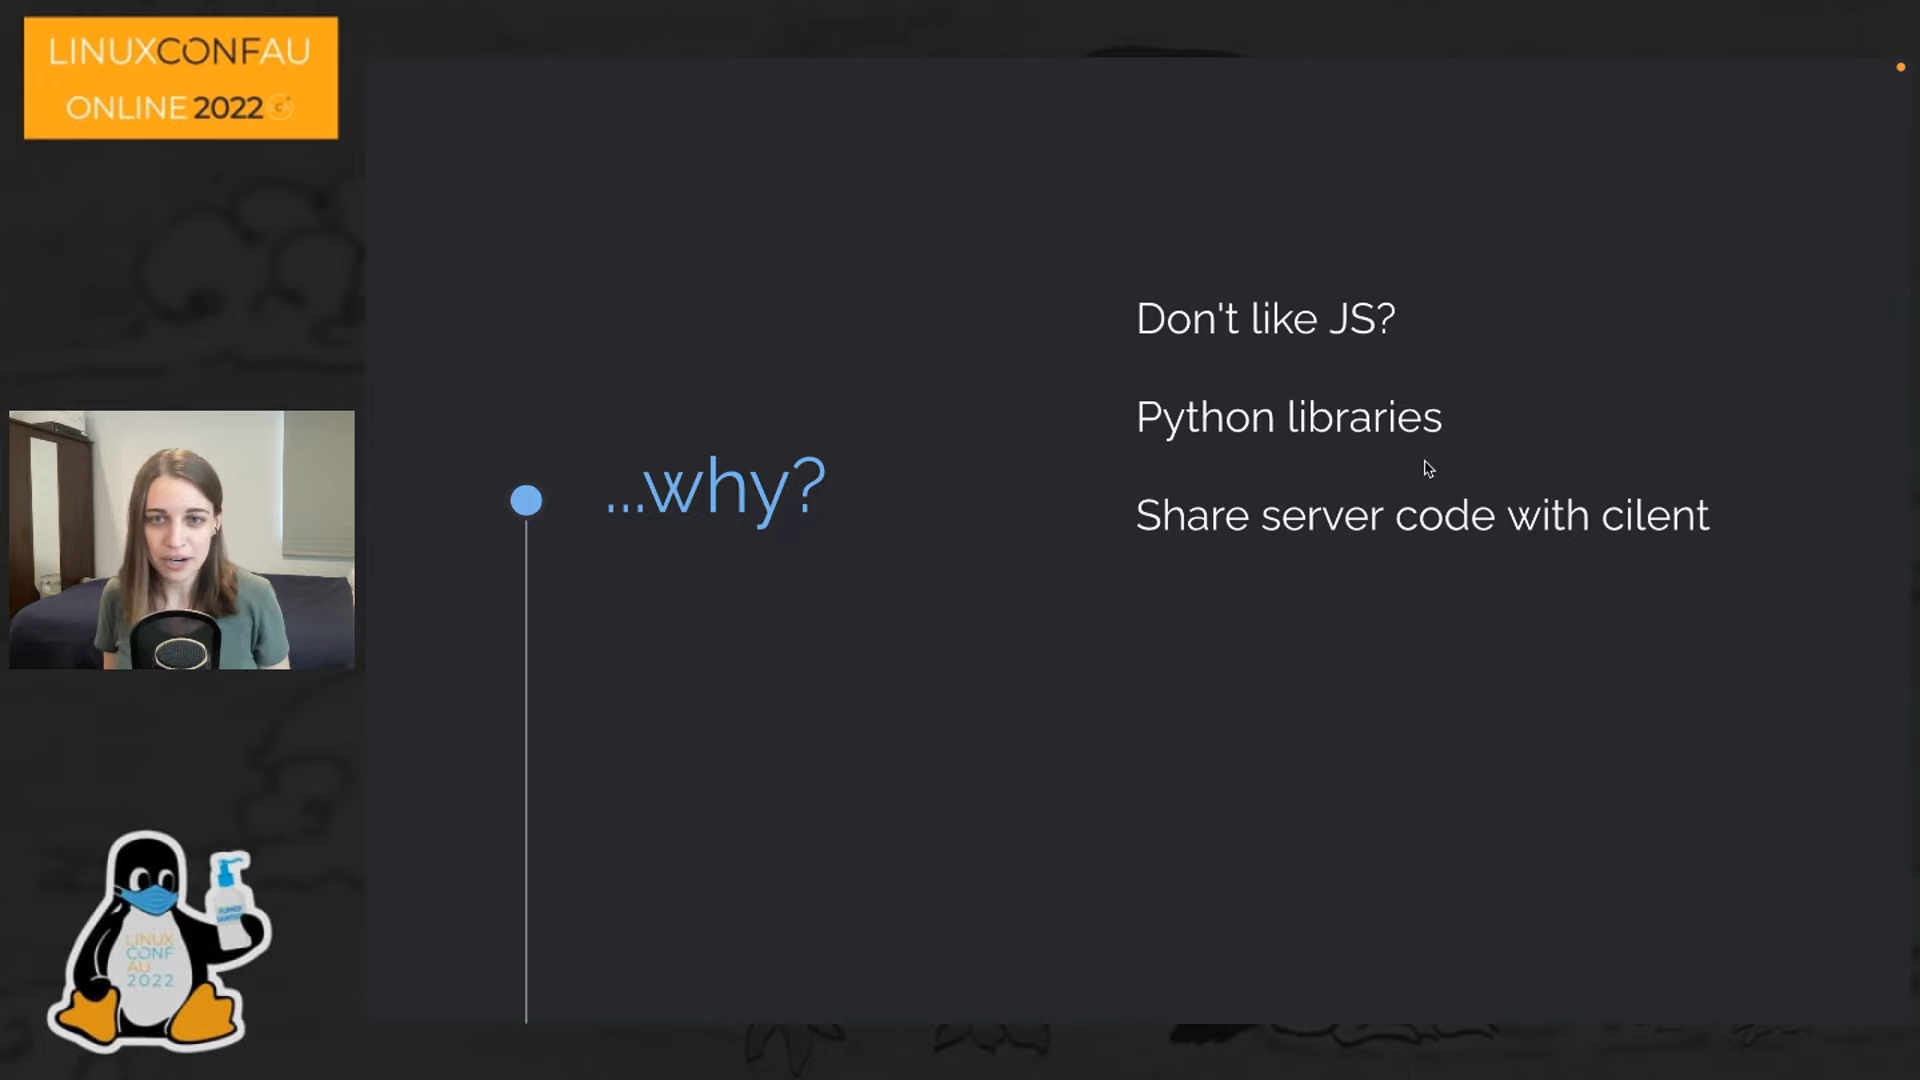 LINUXCONFAU
ONLINE 2022
...why?
Don't like JS?
Python libraries
Share server code with cilent
LINUX
CONF
AU
2022